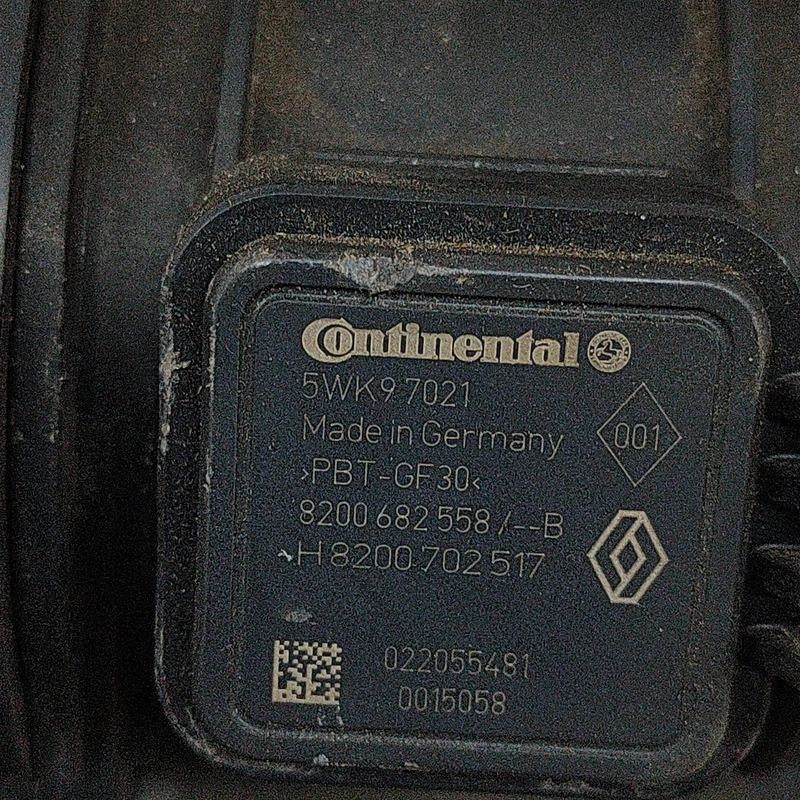 Continental
5WK9 7021
Made in Germany
001
>PBT-GF30<
8200 682 558 /--B
H 8200 702 517
022055481
0015058